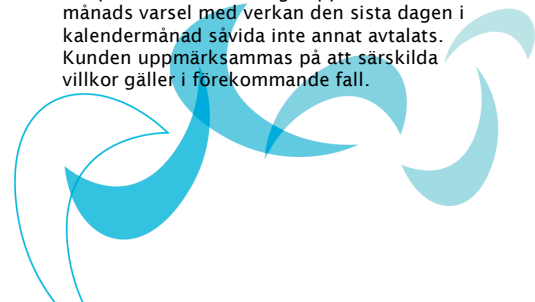 månads varsel med verkan den sista dagen i
kalendermånad såvida inte annat avtalats.
Kunden uppmärksammas på att särskilda
villkor gäller i förekommande fall.